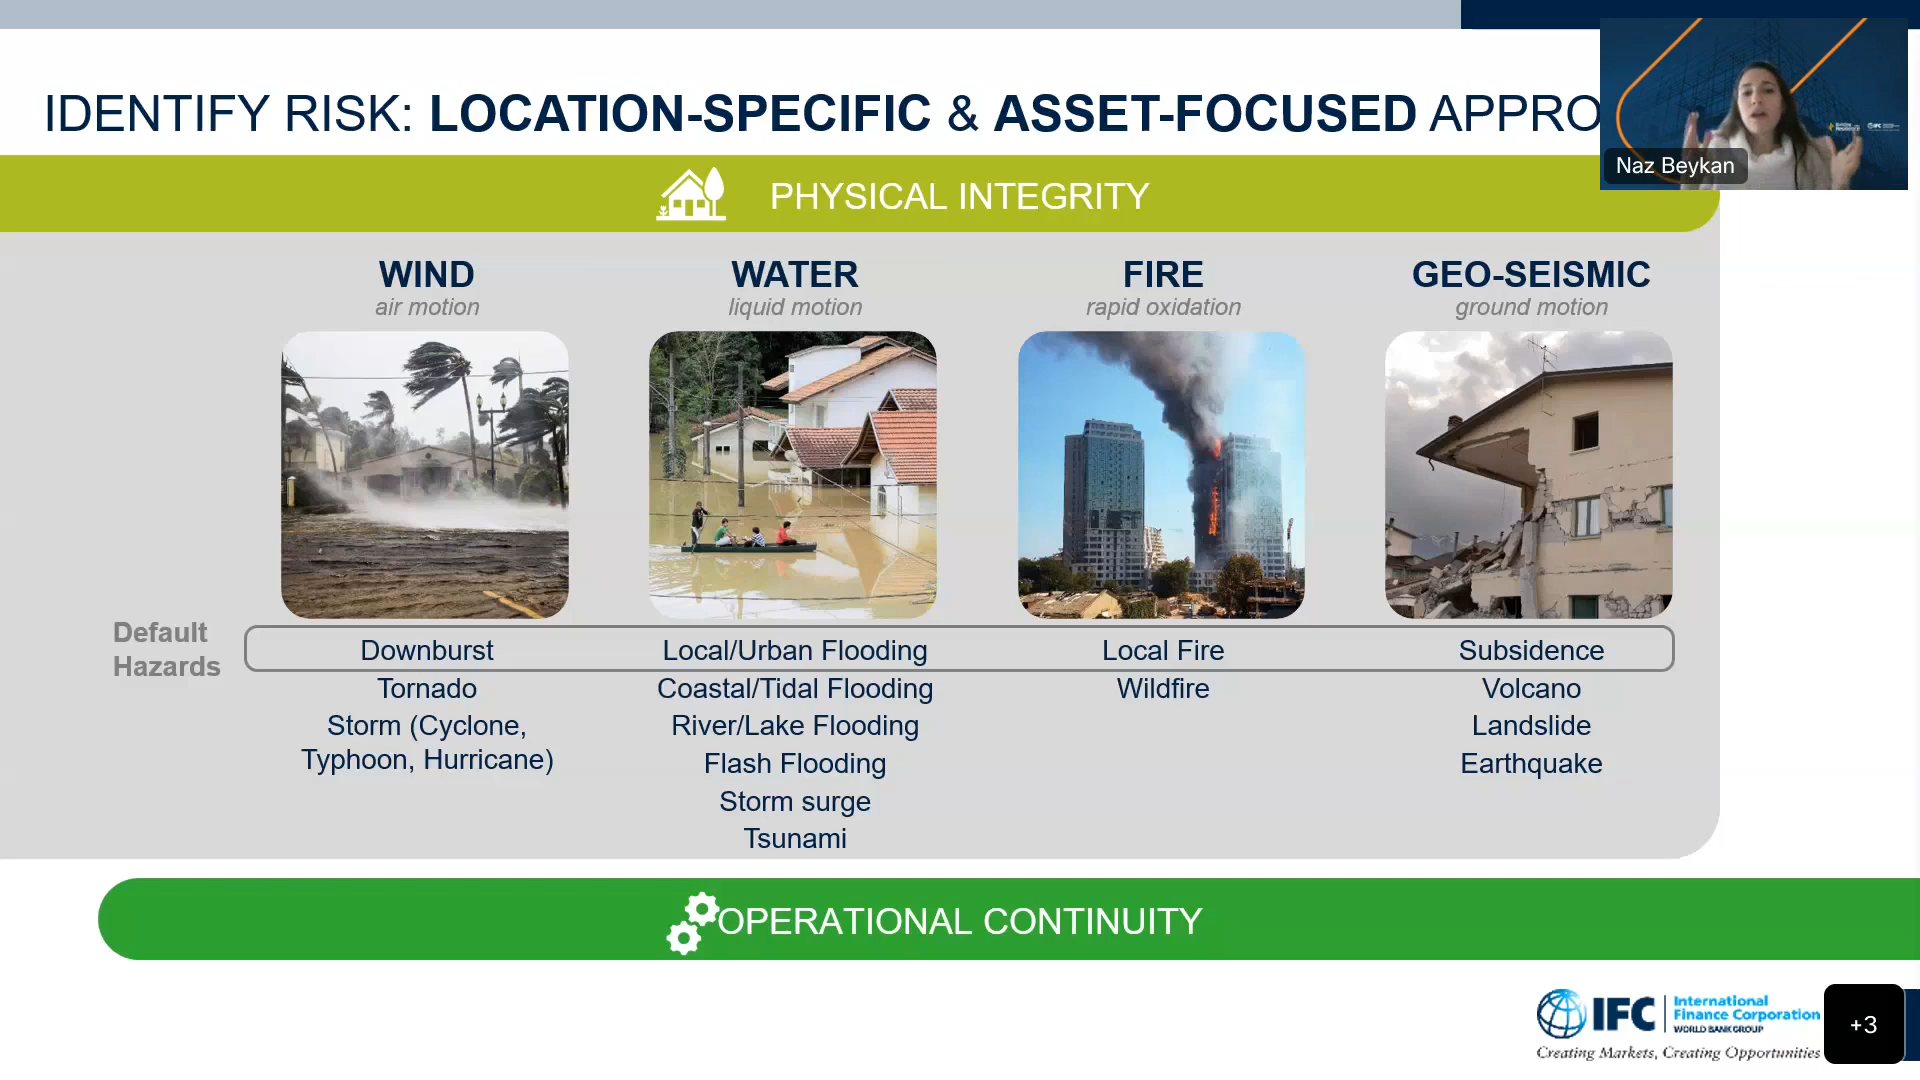 IDENTIFY RISK: LOCATION-SPECIFIC & ASSET-FOCUSED APPRO
Naz Beykan
PHYSICAL INTEGRITY
WIND
air motion
WATER
liquid motion
FIRE
rapid oxidation
GEO-SEISMIC
ground motion
Default
Hazards
Downburst
Local/Urban Flooding
Local Fire
Subsidence
Tornado
Storm (Cyclone,
Typhoon, Hurricane)
Coastal/Tidal Flooding
River/Lake Flooding
Flash Flooding
Storm surge
Tsunami
Wildfire
Volcano
Landslide
Earthquake
OPERATIONAL CONTINUITY
IFC
International
Finance Corporation
WORLD BANK GROUP
Creating Markets, Creating Opportunities
+3